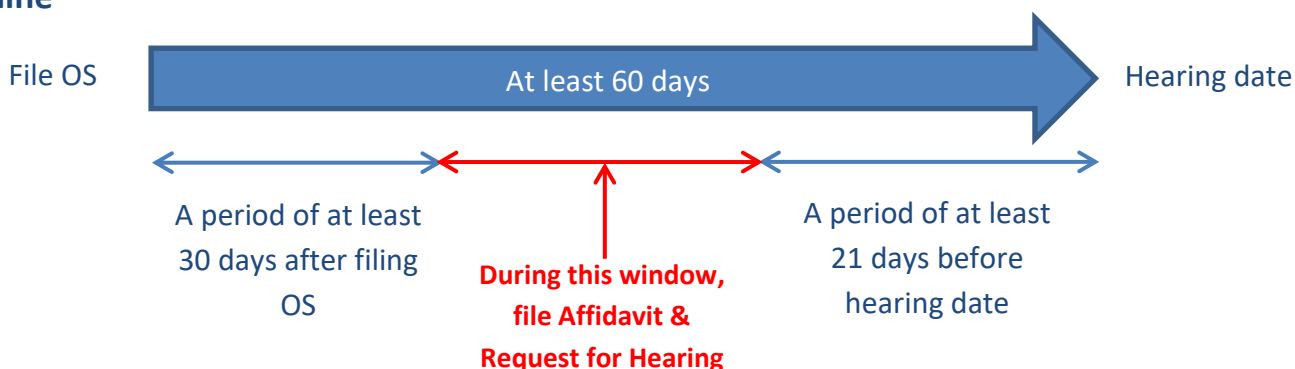 File OS
At least 60 days
Hearing date
A period of at least
30 days after filing
OS
During this window,
file Affidavit &
Request for Hearing
A period of at least
21 days before
hearing date